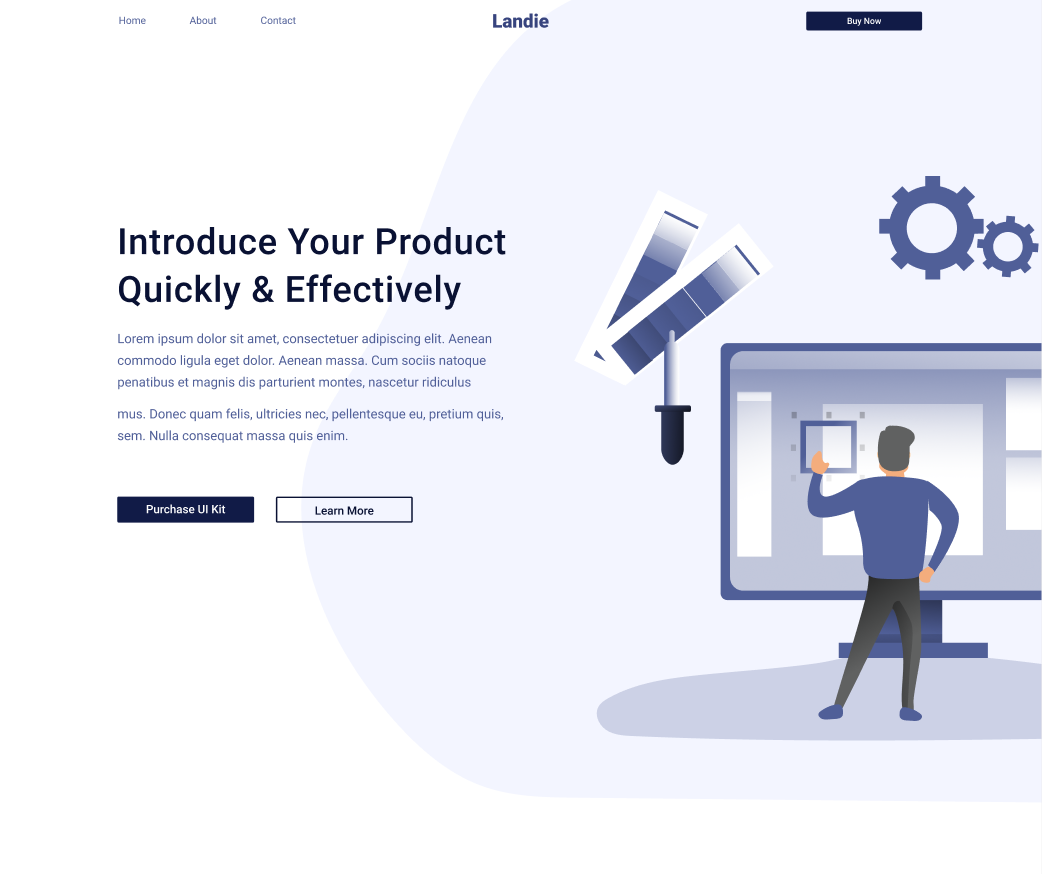 Home About Contact Landie Buy Now
Introduce Your Product
Quickly & Effectively
Lorem ipsum dolor sit amet, consectetuer adipiscing elit. Aenean
commodo ligula eget dolor. Aenean massa. Cum sociis natoque
penatibus et magnis dis parturient montes, nascetur ridiculus
mus. Donec quam felis, ultricies nec, pellentesque eu, pretium quis,
sem. Nulla consequat massa quis enim.
Purchase UI Kit Learn More